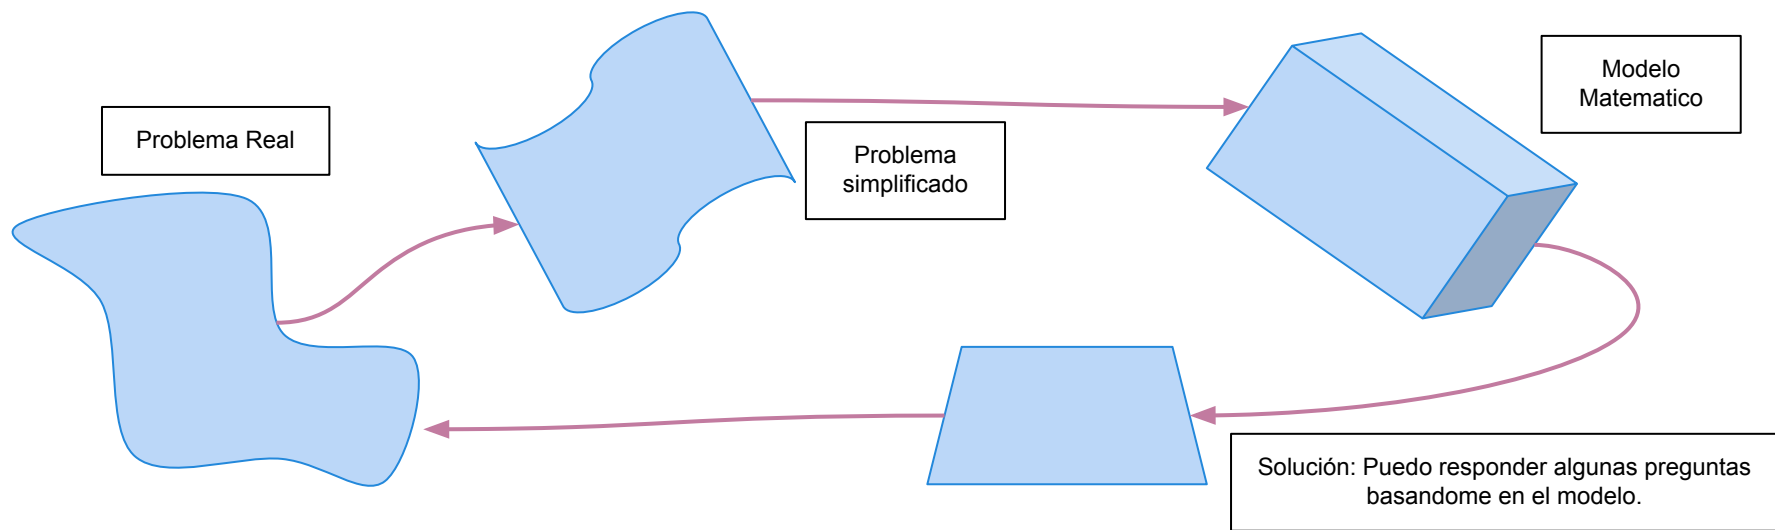 Problema Real
Problema
simplificado
Modelo
Matematico
Solución: Puedo responder algunas preguntas
basandome en el modelo.